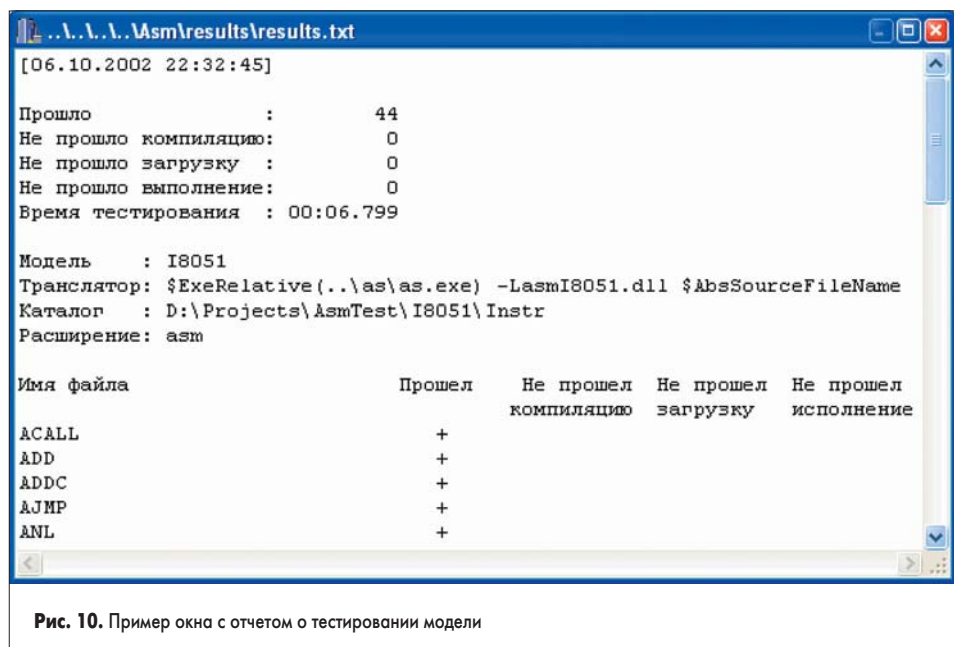 ..\..\..\..\Asm\results\results.txt
[06.10.2002 22:32:45]
Прошло : 44
Не прошло компиляцию: 0
Не прошло загрузку : 0
Не прошло выполнение: 0
Время тестирования : 00:06.799
Модель : I8051
Транслятор: $ExeRelative(..\as\as.exe) -LasmI8051.dll $AbsSourceFileName
Каталог : D:\Projects\AsmTest\I8051\Instr
Расширение: asm
Имя файла Прошел Не прошел Не прошел Не прошел
компиляцию загрузку исполнение
ACALL +
ADD +
ADDC +
AJMP +
ANL +
Рис. 10. Пример окна с отчетом о тестировании модели